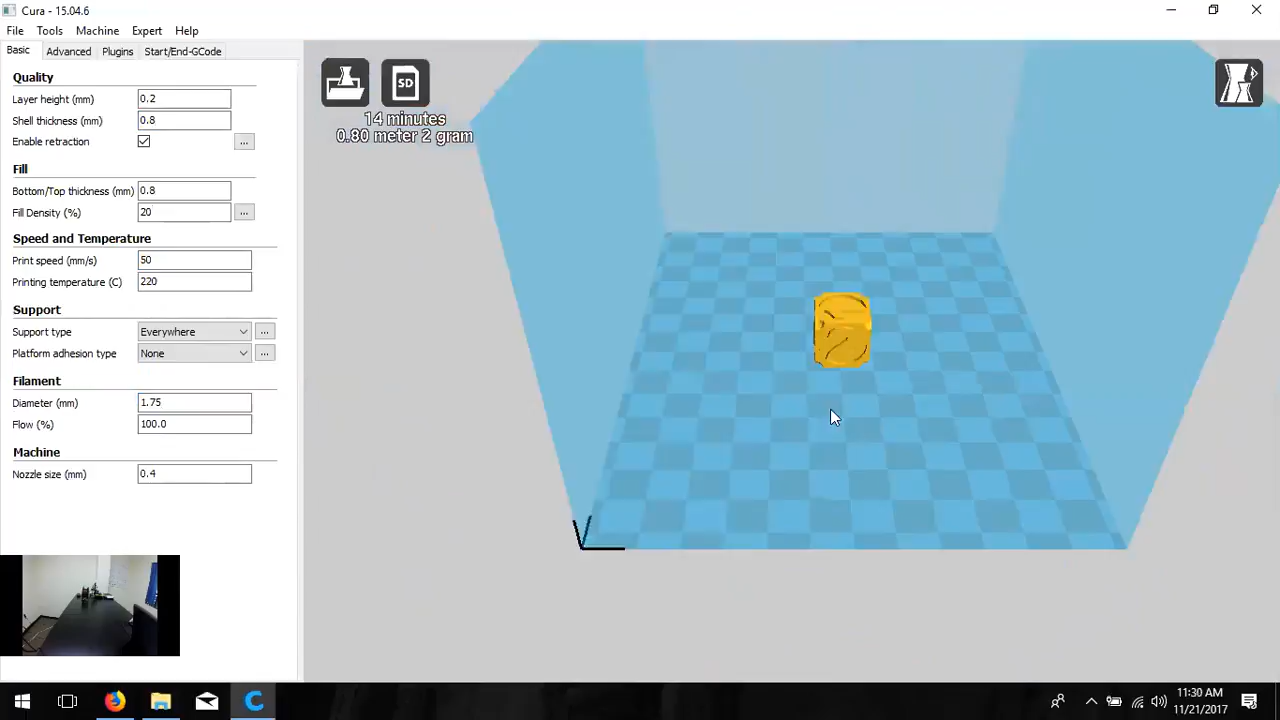 Cura - 15.04.6
File Tools Machine Expert Help
Basic Advanced Plugins Start/End-GCode
Quality
Layer height (mm) 0.2
Shell thickness (mm) 0.8
Enable retraction ...
Fill
Bottom/Top thickness (mm) 0.8
Fill Density (%) 20 ...
Speed and Temperature
Print speed (mm/s) 50
Printing temperature (C) 220
Support
Support type Everywhere ...
Platform adhesion type None ...
Filament
Diameter (mm) 1.75
Flow (%) 100.0
Machine
Nozzle size (mm) 0.4
SD
14 minutes
0.80 meter 2 gram
C
11:30 AM
11/21/2017